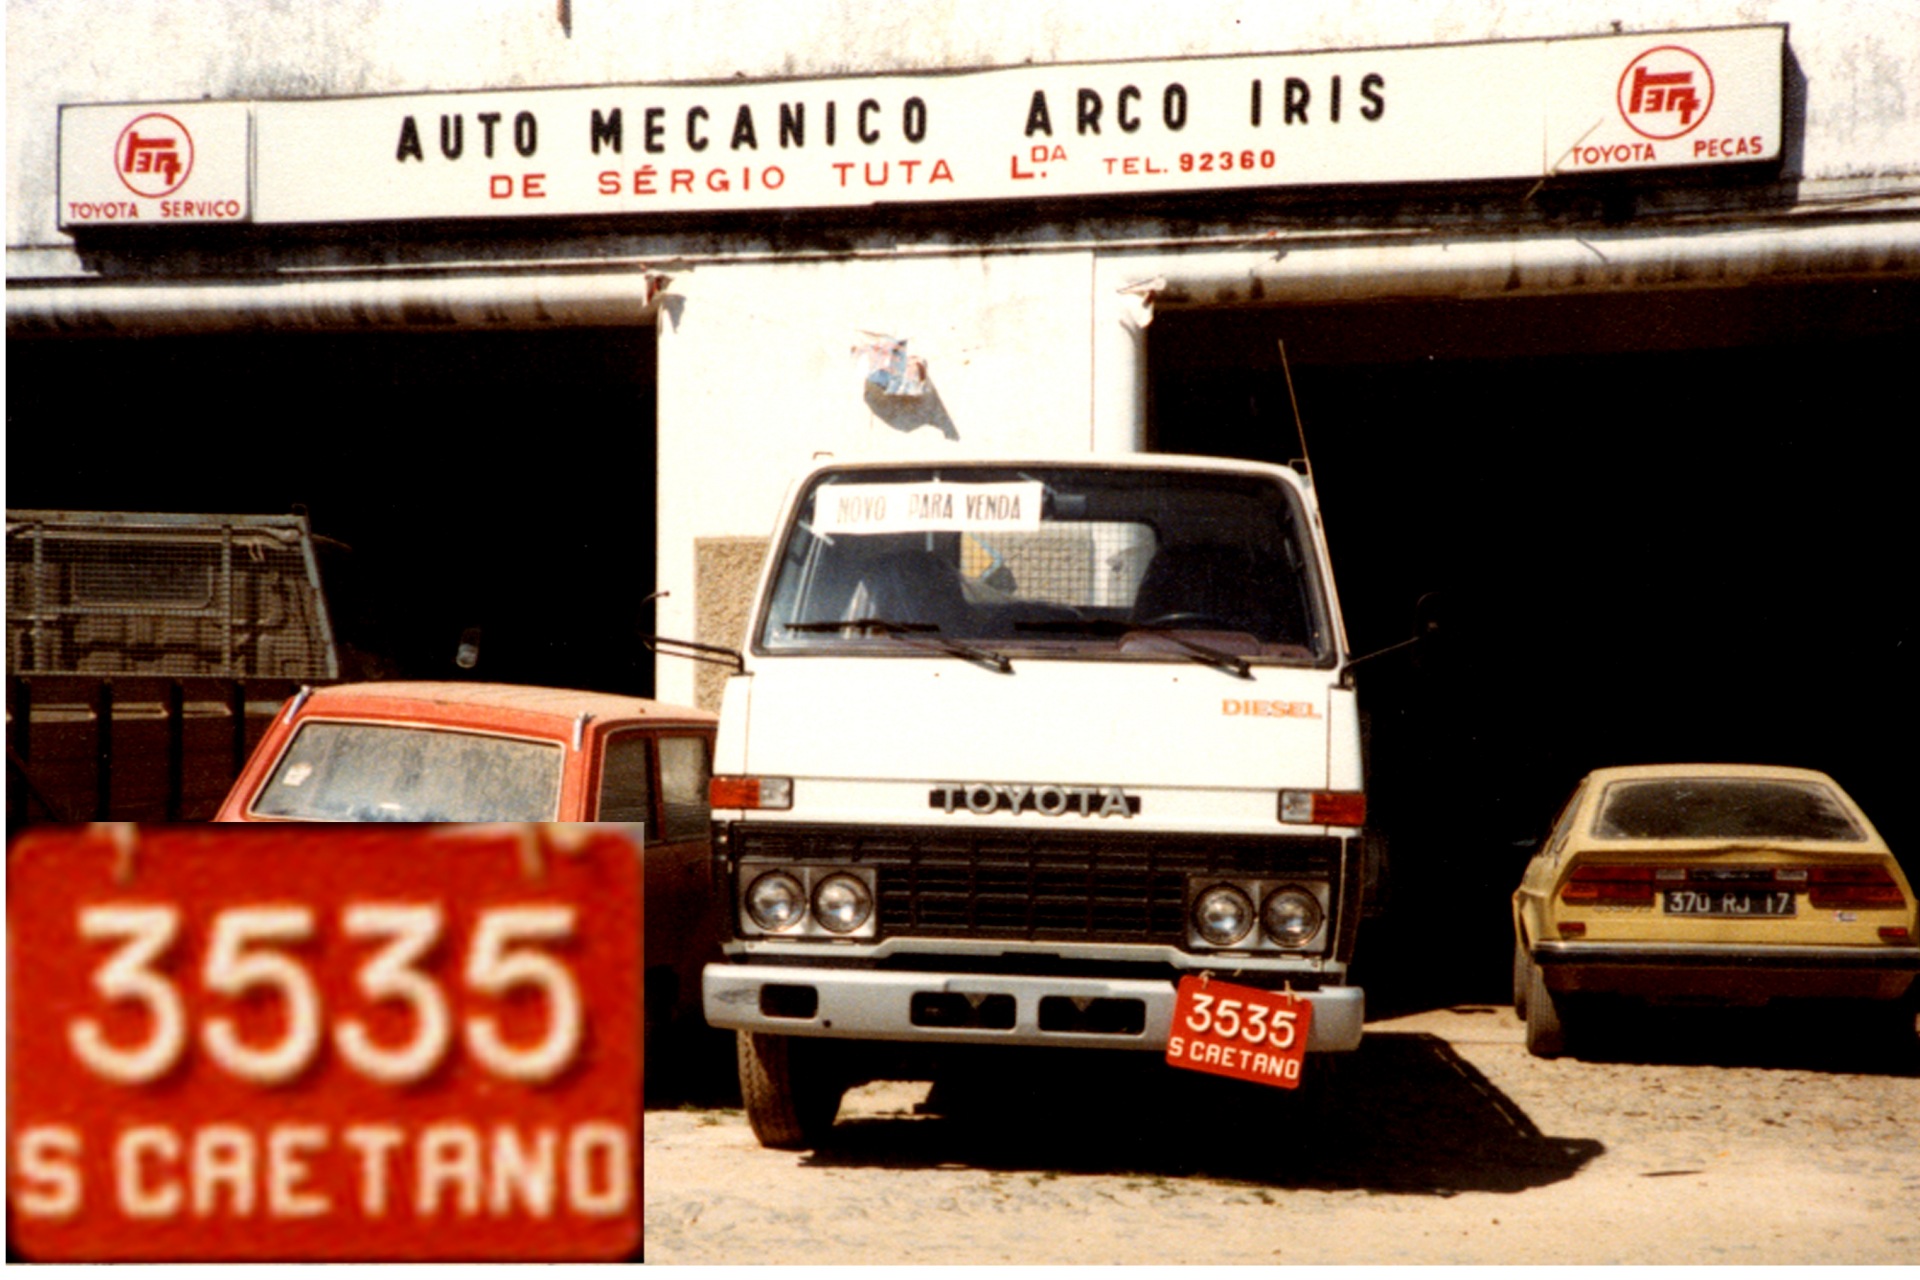 AUTO MECANICO ARCO IRIS
DE SÉRGIO TUTA L.DA TEL. 92360
TOYOTA SERVIÇO
TOYOTA PEÇAS
NOVO PARA VENDA
DIESEL
TOYOTA
370 RJ 17
3535
S CAETANO
3535
S CAETANO